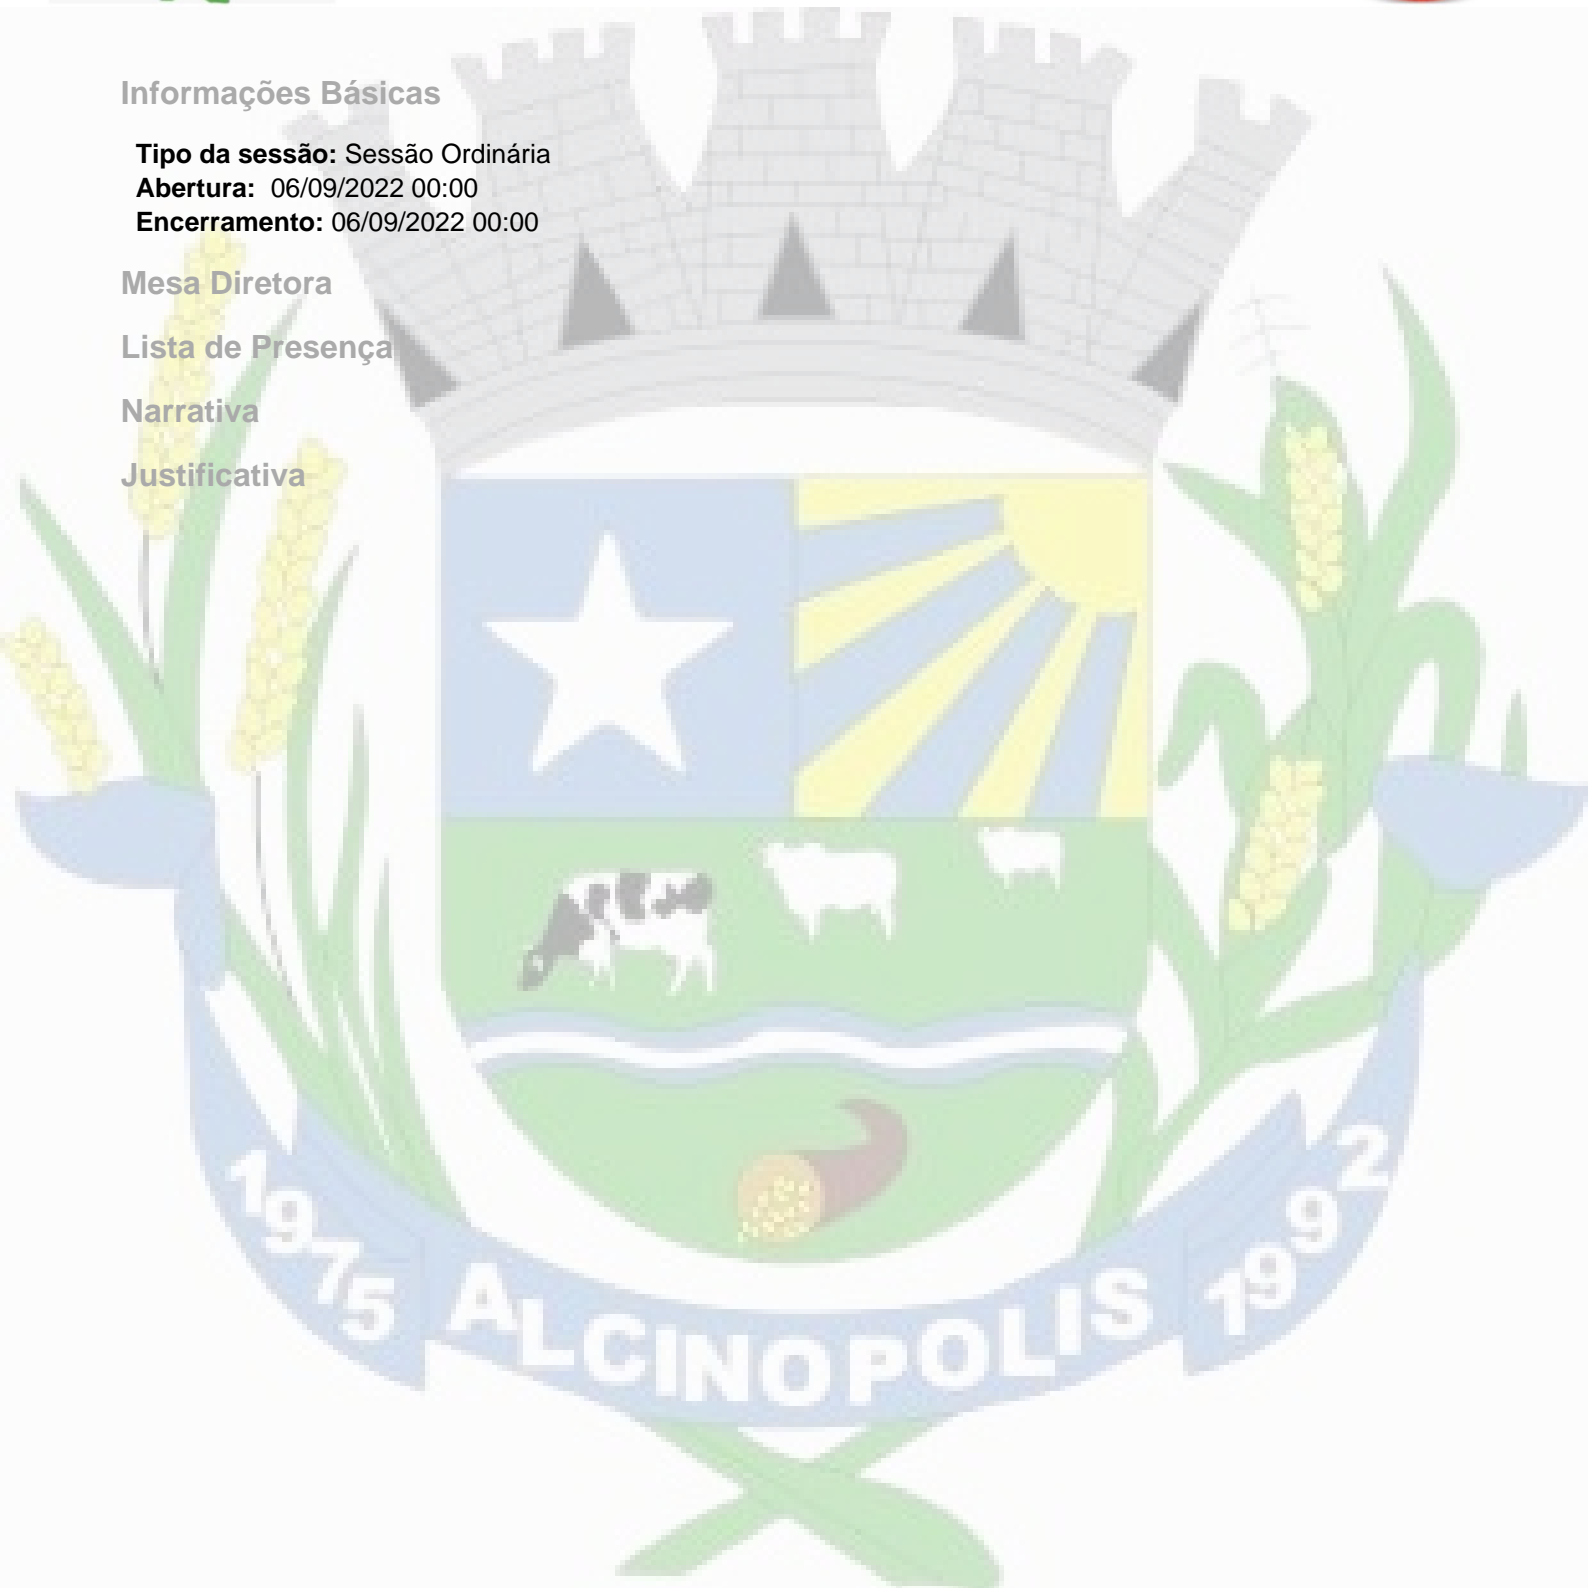 Informações Básicas
Tipo da sessão: Sessão Ordinária
Abertura: 06/09/2022 00:00
Encerramento: 06/09/2022 00:00
Mesa Diretora
Lista de Presença
Narrativa
Justificativa
1975 ALCINOPOLIS 1992